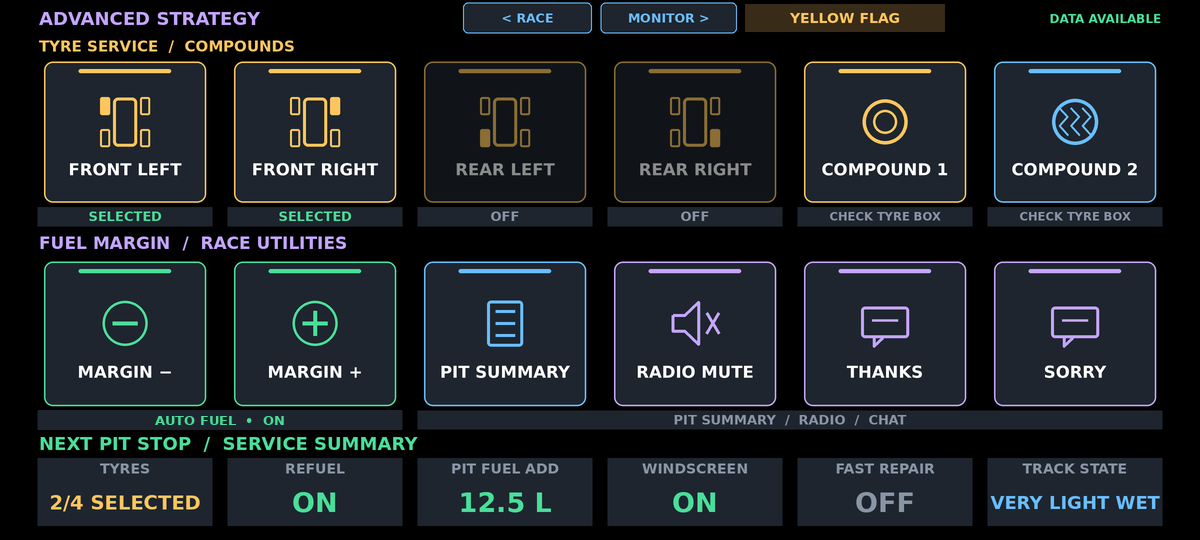 ADVANCED STRATEGY
< RACE
MONITOR >
YELLOW FLAG
DATA AVAILABLE
TYRE SERVICE / COMPOUNDS
FRONT LEFT
FRONT RIGHT
REAR LEFT
REAR RIGHT
COMPOUND 1
COMPOUND 2
SELECTED
SELECTED
OFF
OFF
CHECK TYRE BOX
CHECK TYRE BOX
FUEL MARGIN / RACE UTILITIES
MARGIN −
MARGIN +
PIT SUMMARY
RADIO MUTE
THANKS
SORRY
AUTO FUEL • ON
PIT SUMMARY / RADIO / CHAT
NEXT PIT STOP / SERVICE SUMMARY
TYRES
REFUEL
PIT FUEL ADD
WINDSCREEN
FAST REPAIR
TRACK STATE
2/4 SELECTED
ON
12.5 L
ON
OFF
VERY LIGHT WET